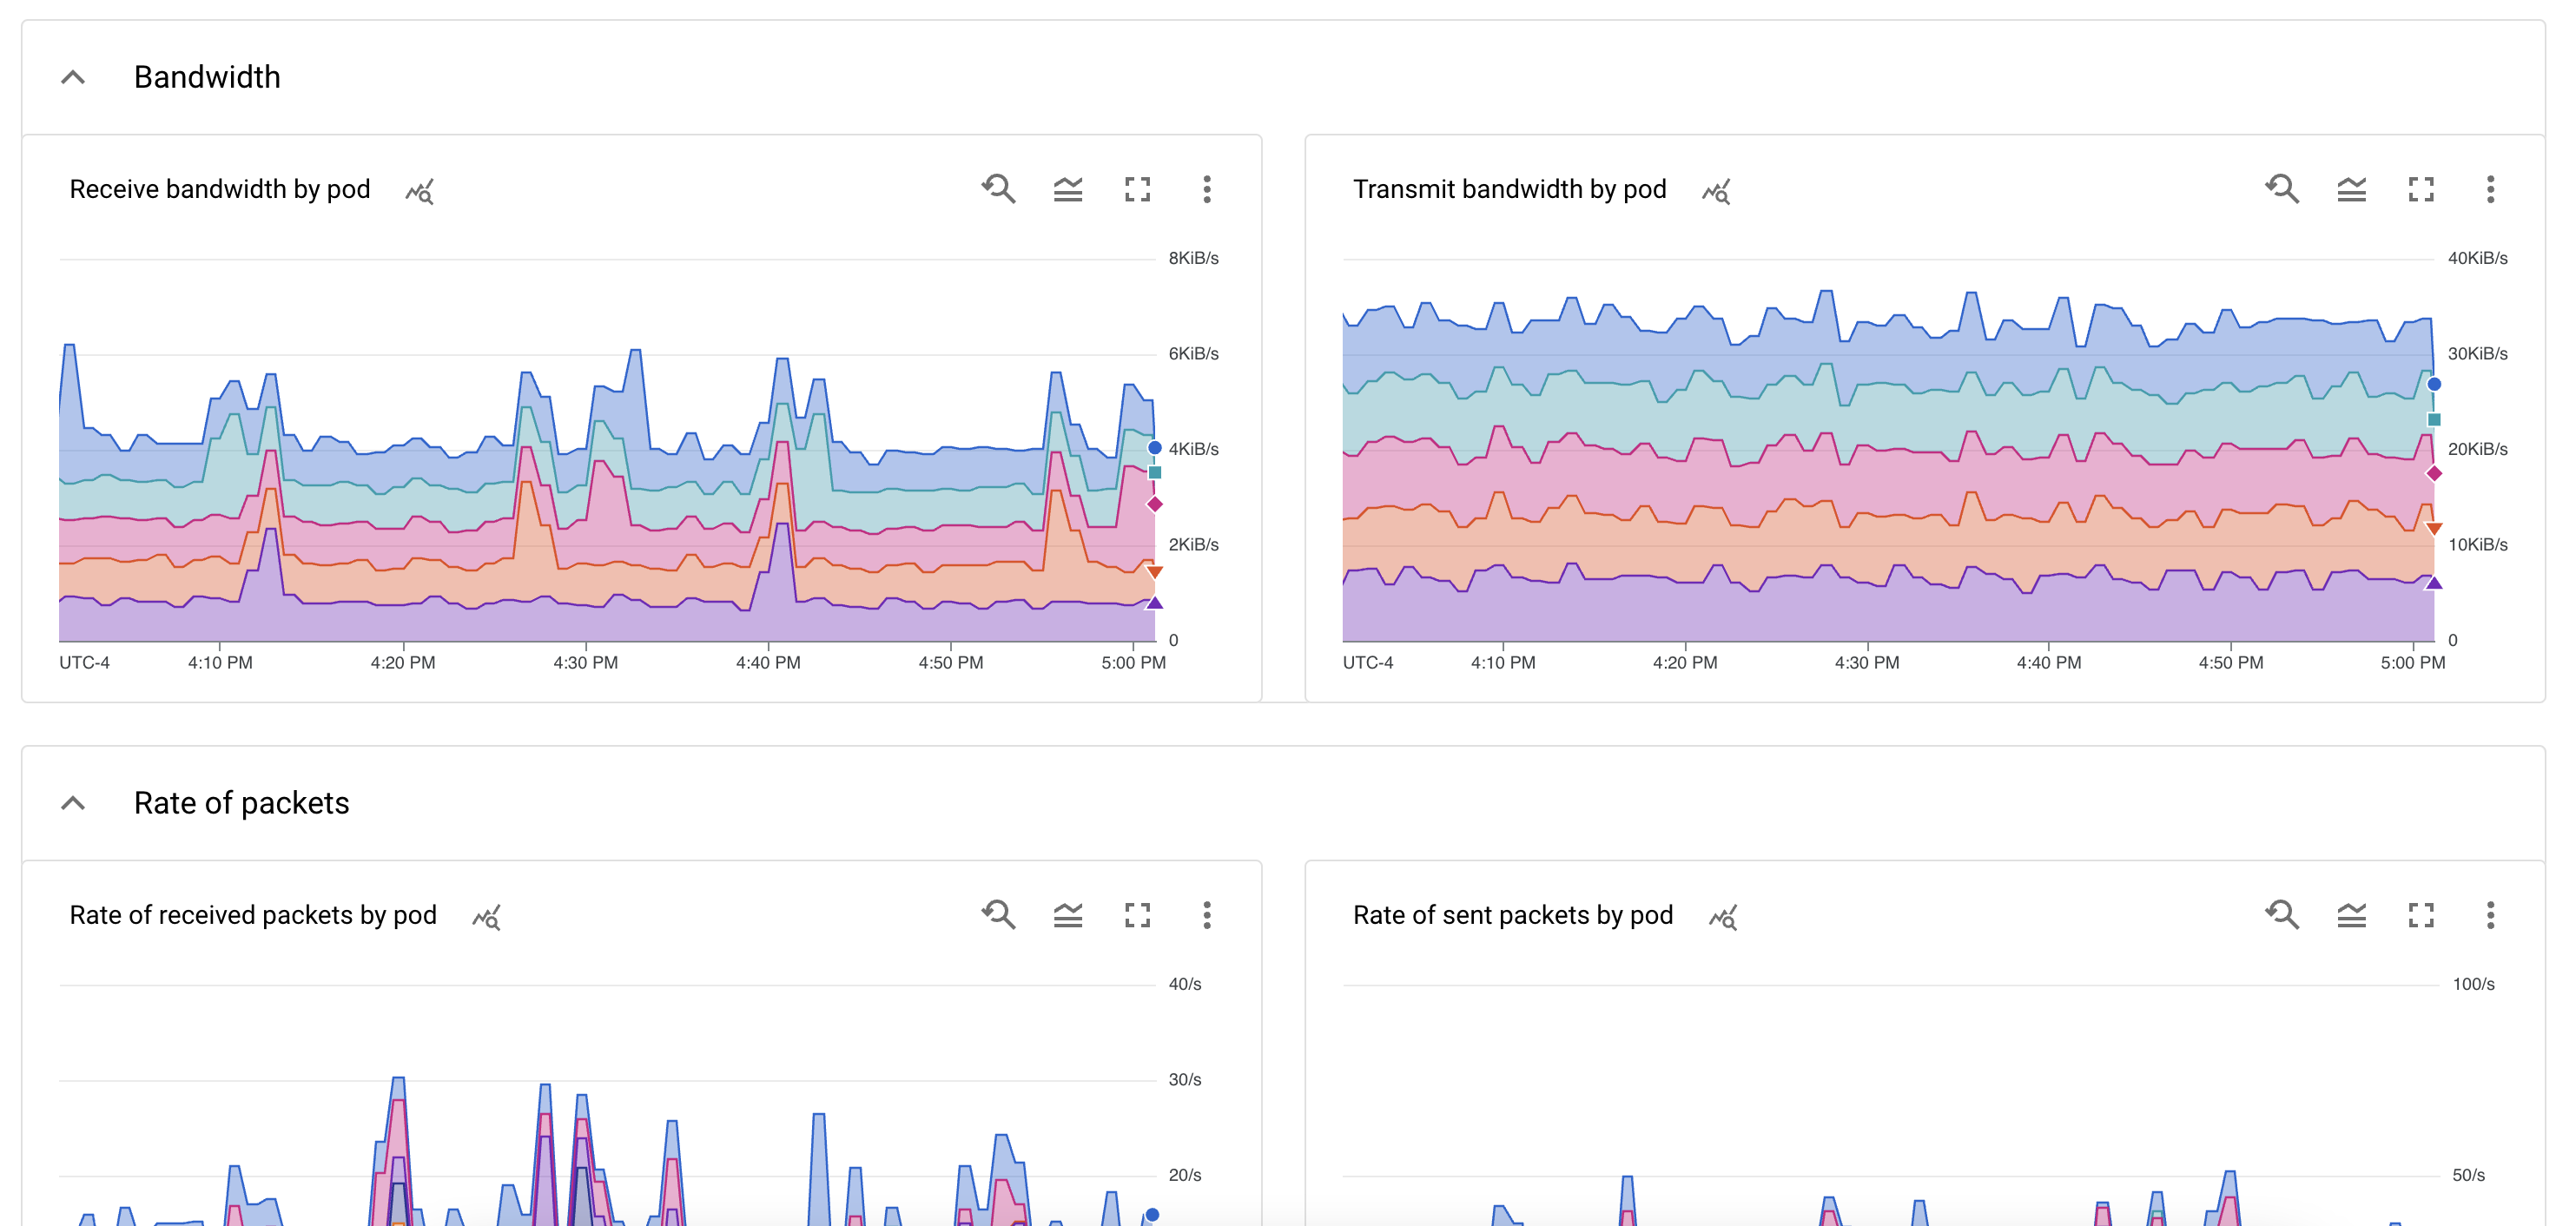 Bandwidth
Receive bandwidth by pod
8KiB/s
6KiB/s
4KiB/s
2KiB/s
0
UTC-4 4:10 PM 4:20 PM 4:30 PM 4:40 PM 4:50 PM 5:00 PM
Transmit bandwidth by pod
40KiB/s
30KiB/s
20KiB/s
10KiB/s
0
UTC-4 4:10 PM 4:20 PM 4:30 PM 4:40 PM 4:50 PM 5:00 PM
Rate of packets
Rate of received packets by pod
40/s
30/s
20/s
Rate of sent packets by pod
100/s
50/s